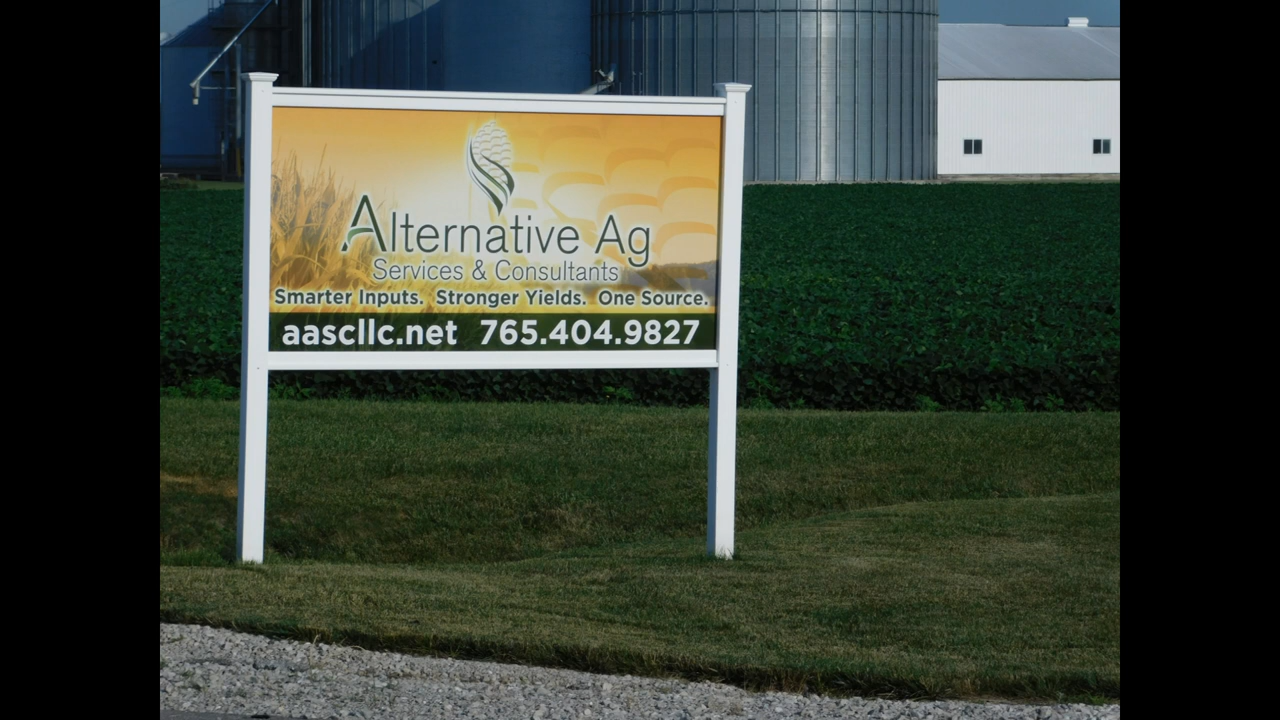 Alternative Ag
Services & Consultants
Smarter Inputs. Stronger Yields. One Source.
aascllc.net 765.404.9827